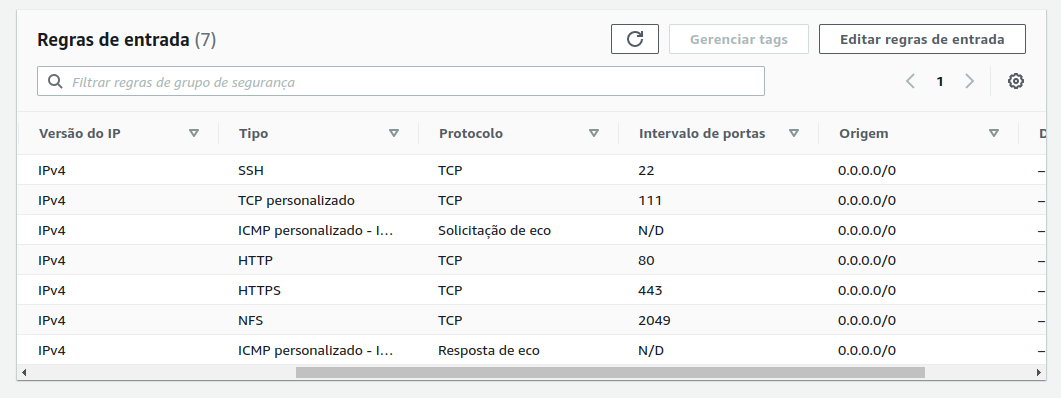 Regras de entrada (7)
Gerenciar tags
Editar regras de entrada
Filtrar regras de grupo de segurança
1
Versão do IP Tipo Protocolo Intervalo de portas Origem D
IPv4 SSH TCP 22 0.0.0.0/0 –
IPv4 TCP personalizado TCP 111 0.0.0.0/0 –
IPv4 ICMP personalizado - I... Solicitação de eco N/D 0.0.0.0/0 –
IPv4 HTTP TCP 80 0.0.0.0/0 –
IPv4 HTTPS TCP 443 0.0.0.0/0 –
IPv4 NFS TCP 2049 0.0.0.0/0 –
IPv4 ICMP personalizado - I... Resposta de eco N/D 0.0.0.0/0 –